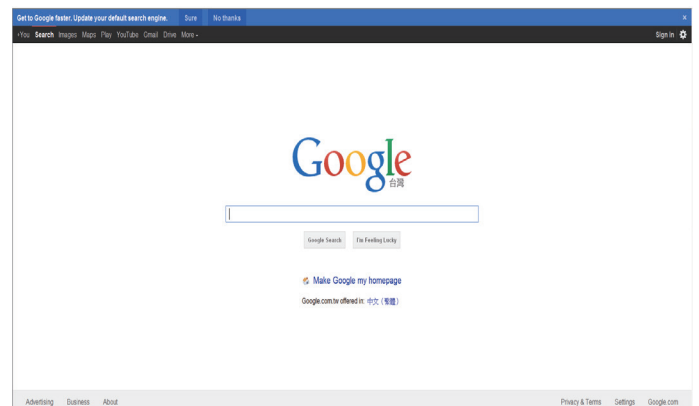 Get to Google faster. Update your default search engine. Sure No thanks x
+You Search Images Maps Play YouTube Gmail Drive More Sign in
Google
台灣
Google Search I'm Feeling Lucky
Make Google my homepage
Google.com.tw offered in: 中文（繁體）
Advertising Business About Privacy & Terms Settings Google.com